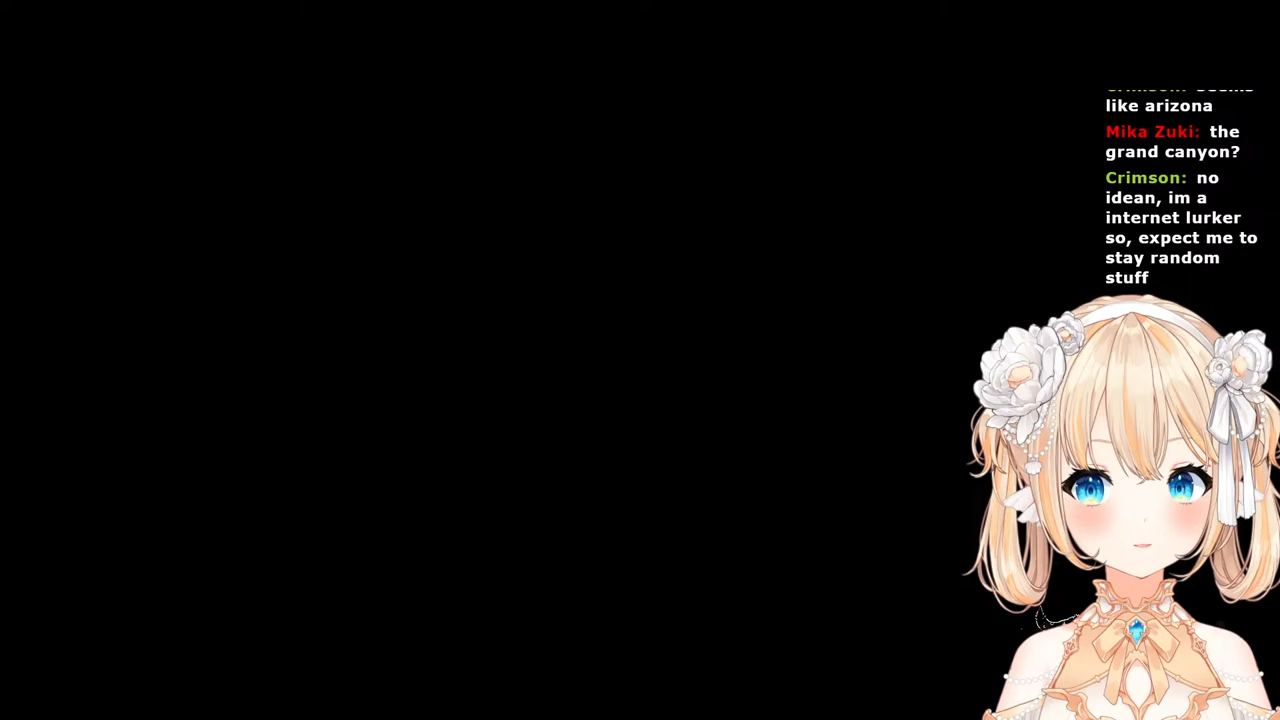 like arizona
Mika Zuki: the
grand canyon?
Crimson: no
idean, im a
internet lurker
so, expect me to
stay random
stuff